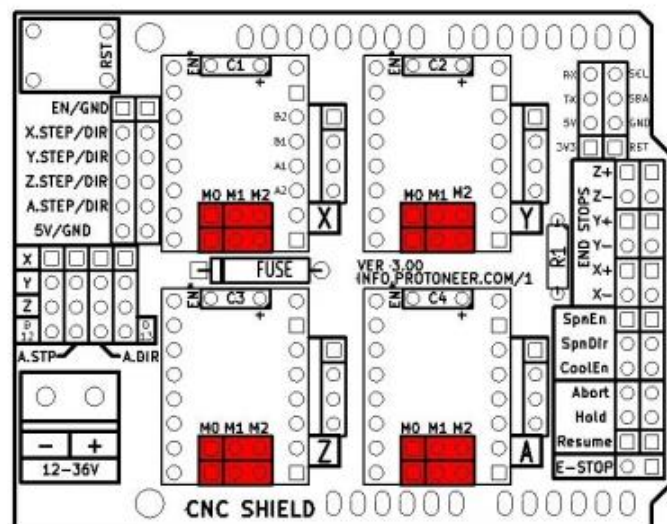 RST
EN/GND
X.STEP/DIR
Y.STEP/DIR
Z.STEP/DIR
A.STEP/DIR
5V/GND
X
Y
Z
D12
D13
A.STP
A.DIR
- +
12-36V
EN*
C1
+
B2
B1
A1
A2
M0 M1 M2
X
EN*
C2
+
M0 M1 M2
Y
FUSE
VER 3.00
INFO.PROTONEER.COM/1
R1
EN*
C3
+
M0 M1 M2
Z
EN*
C4
+
M0 M1 M2
A
CNC SHIELD
RX SCL
TX SDA
5V GND
3V3 RST
END STOPS
Z+
Z-
Y+
Y-
X+
X-
SpnEn
SpnDir
CoolEn
Abort
Hold
Resume
E-STOP